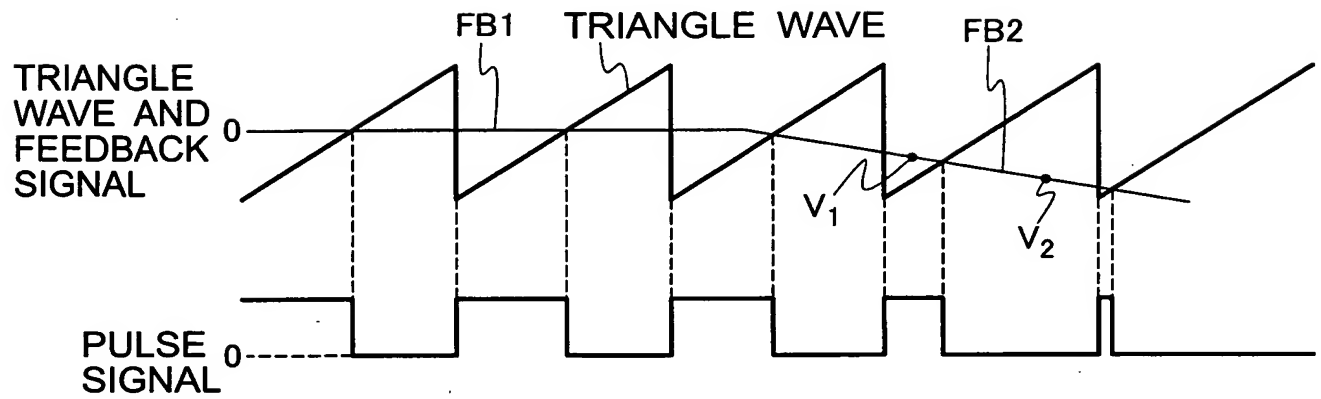 FB1
TRIANGLE WAVE
FB2
TRIANGLE
WAVE AND
FEEDBACK
SIGNAL
0
V1
V2
PULSE
SIGNAL
0